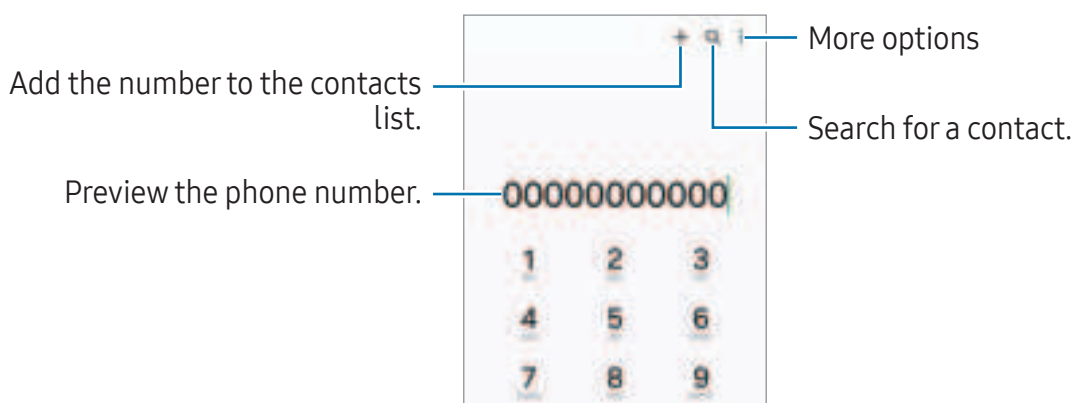 More options
Add the number to the contacts
list.
Search for a contact.
Preview the phone number.
00000000000
1 2 3
4 5 6
7 8 9